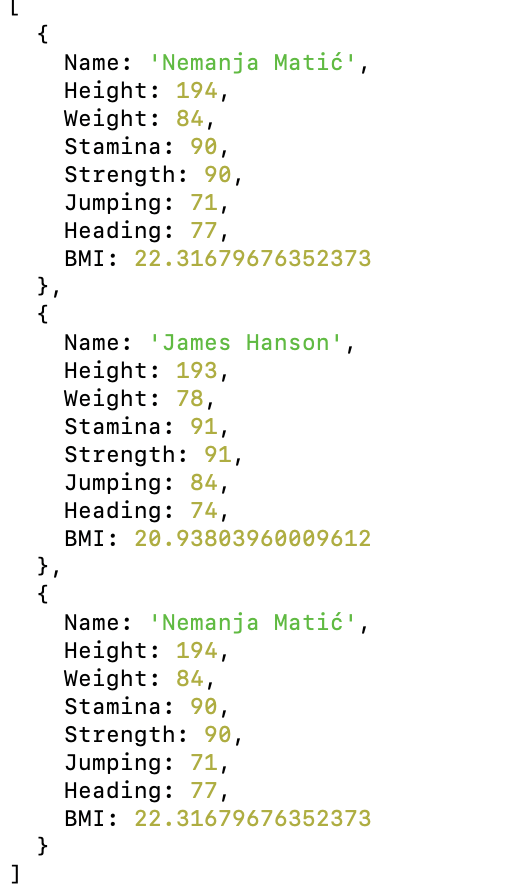 [
  {
    Name: 'Nemanja Matić',
    Height: 194,
    Weight: 84,
    Stamina: 90,
    Strength: 90,
    Jumping: 71,
    Heading: 77,
    BMI: 22.31679676352373
  },
  {
    Name: 'James Hanson',
    Height: 193,
    Weight: 78,
    Stamina: 91,
    Strength: 91,
    Jumping: 84,
    Heading: 74,
    BMI: 20.93803960009612
  },
  {
    Name: 'Nemanja Matić',
    Height: 194,
    Weight: 84,
    Stamina: 90,
    Strength: 90,
    Jumping: 71,
    Heading: 77,
    BMI: 22.31679676352373
  }
]